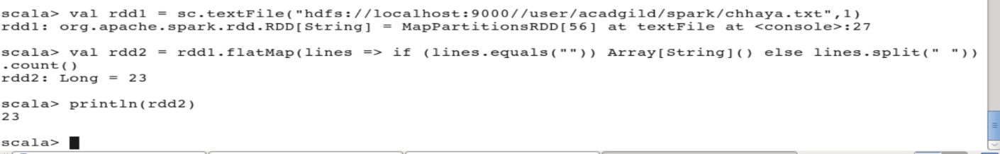 scala> val rdd1 = sc.textFile("hdfs://localhost:9000//user/acadgild/spark/chhaya.txt",1)
rdd1: org.apache.spark.rdd.RDD[String] = MapPartitionsRDD[56] at textFile at <console>:27
scala> val rdd2 = rdd1.flatMap(lines => if (lines.equals("")) Array[String]() else lines.split(" "))
.count()
rdd2: Long = 23
scala> println(rdd2)
23
scala>